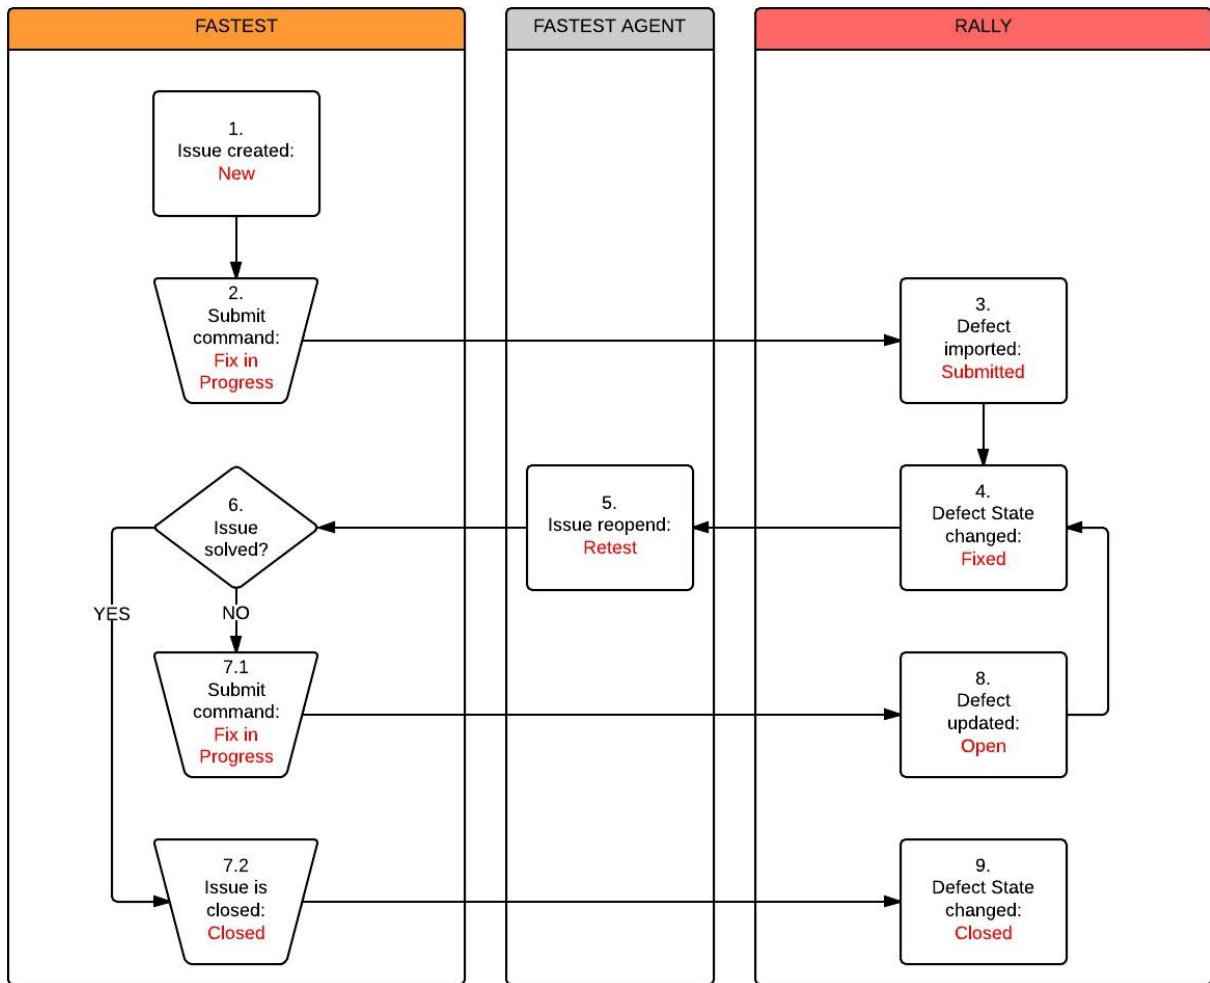 FASTEST
FASTEST AGENT
RALLY
1.
Issue created:
New
2.
Submit
command:
Fix in
Progress
3.
Defect
imported:
Submitted
4.
Defect State
changed:
Fixed
5.
Issue reopend:
Retest
6.
Issue
solved?
YES
NO
7.1
Submit
command:
Fix in
Progress
8.
Defect
updated:
Open
7.2
Issue is
closed:
Closed
9.
Defect State
changed:
Closed